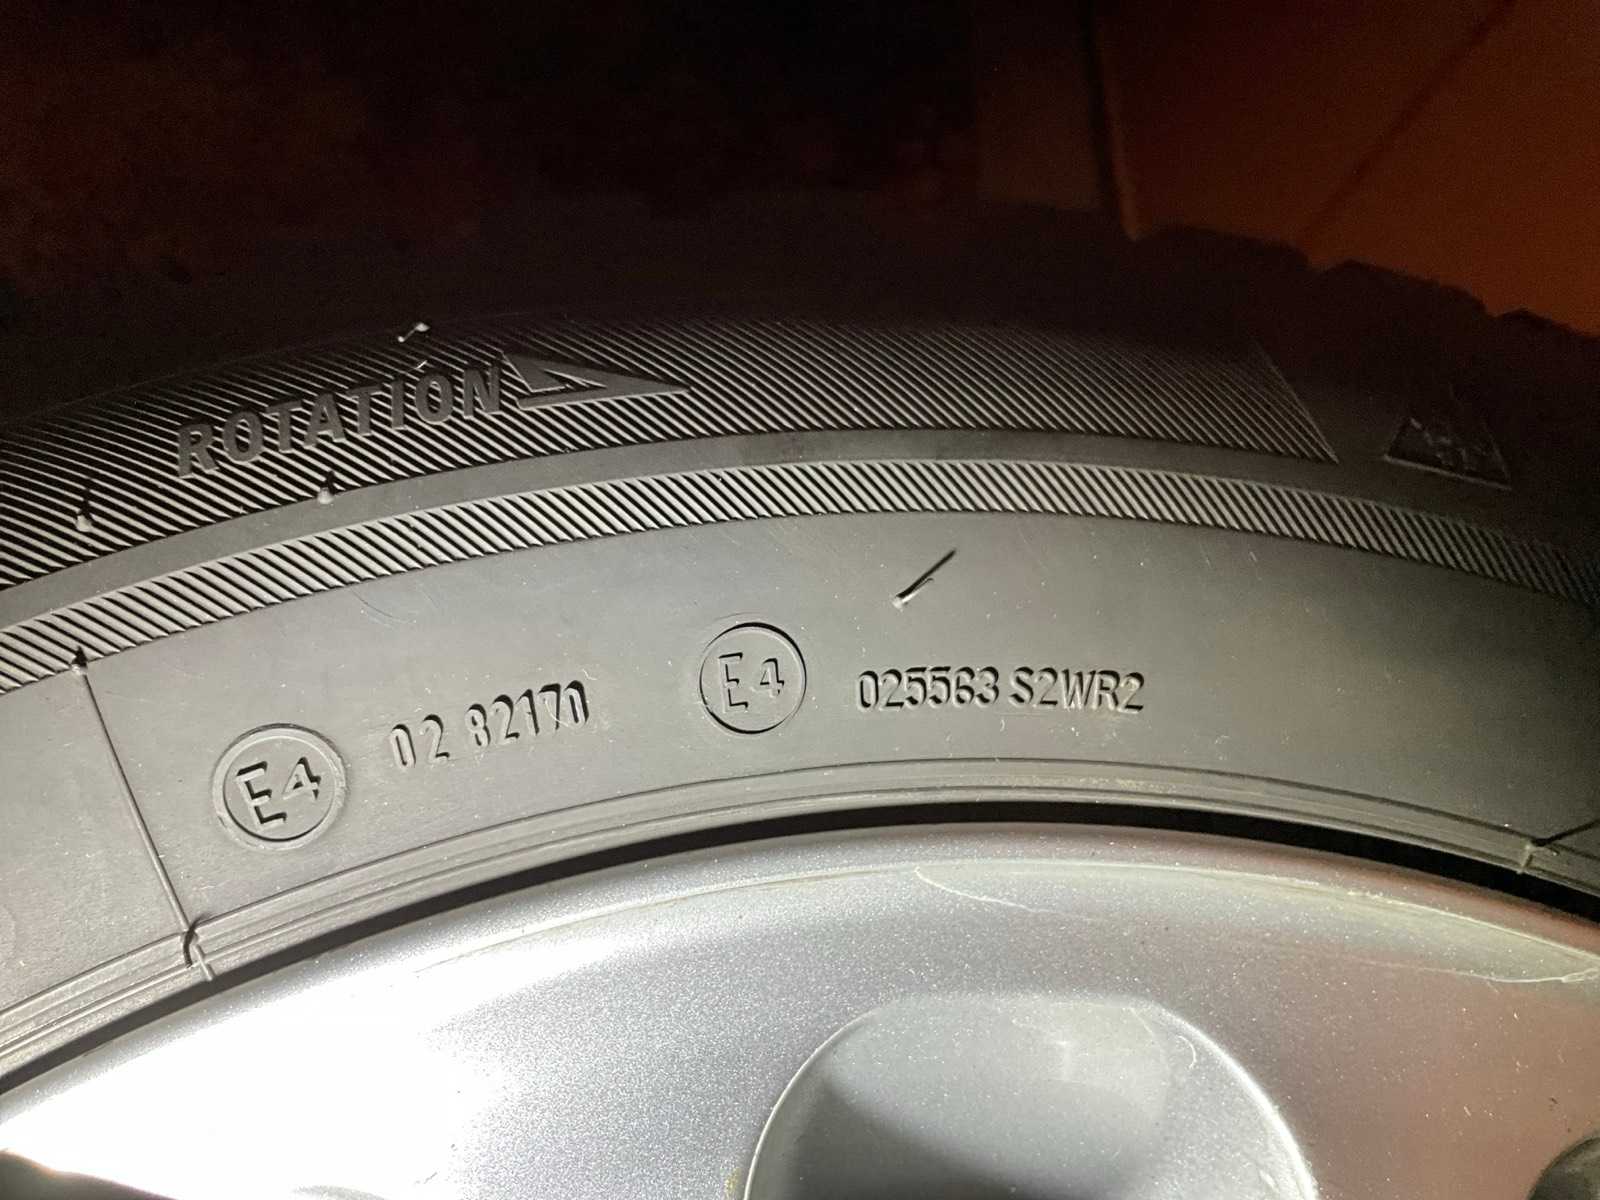 ROTATION
E4 02 82170
E4 025563 S2WR2